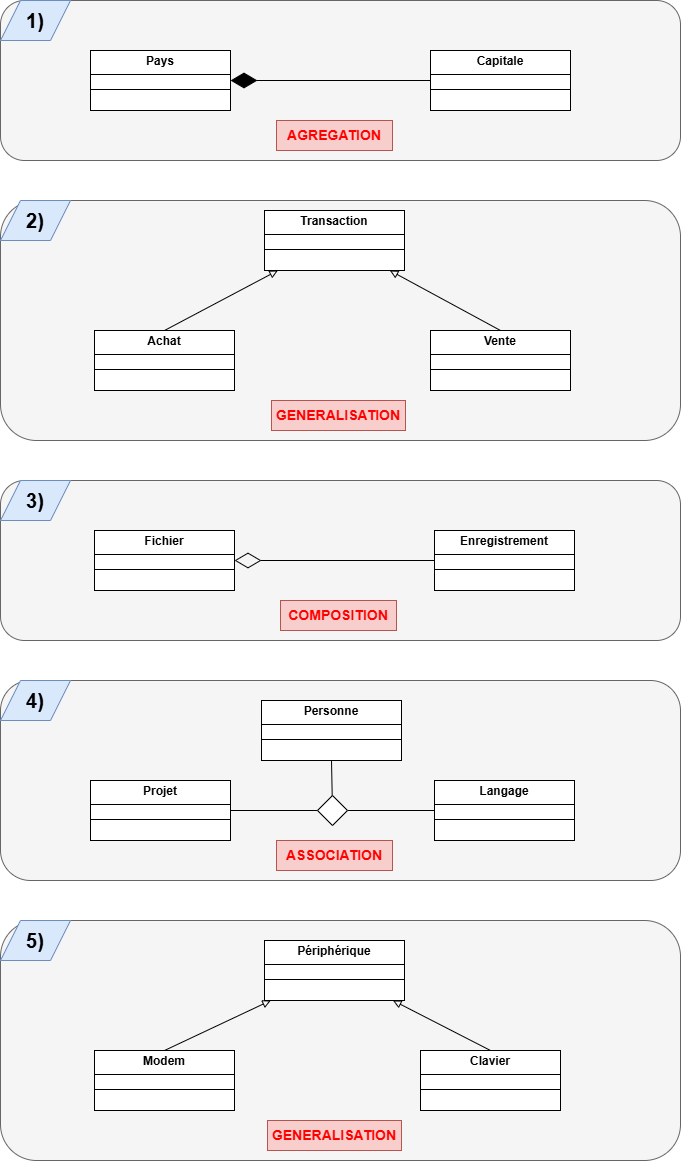 1)
Pays
Capitale
AGREGATION
2)
Transaction
Achat
Vente
GENERALISATION
3)
Fichier
Enregistrement
COMPOSITION
4)
Personne
Projet
Langage
ASSOCIATION
5)
Périphérique
Modem
Clavier
GENERALISATION